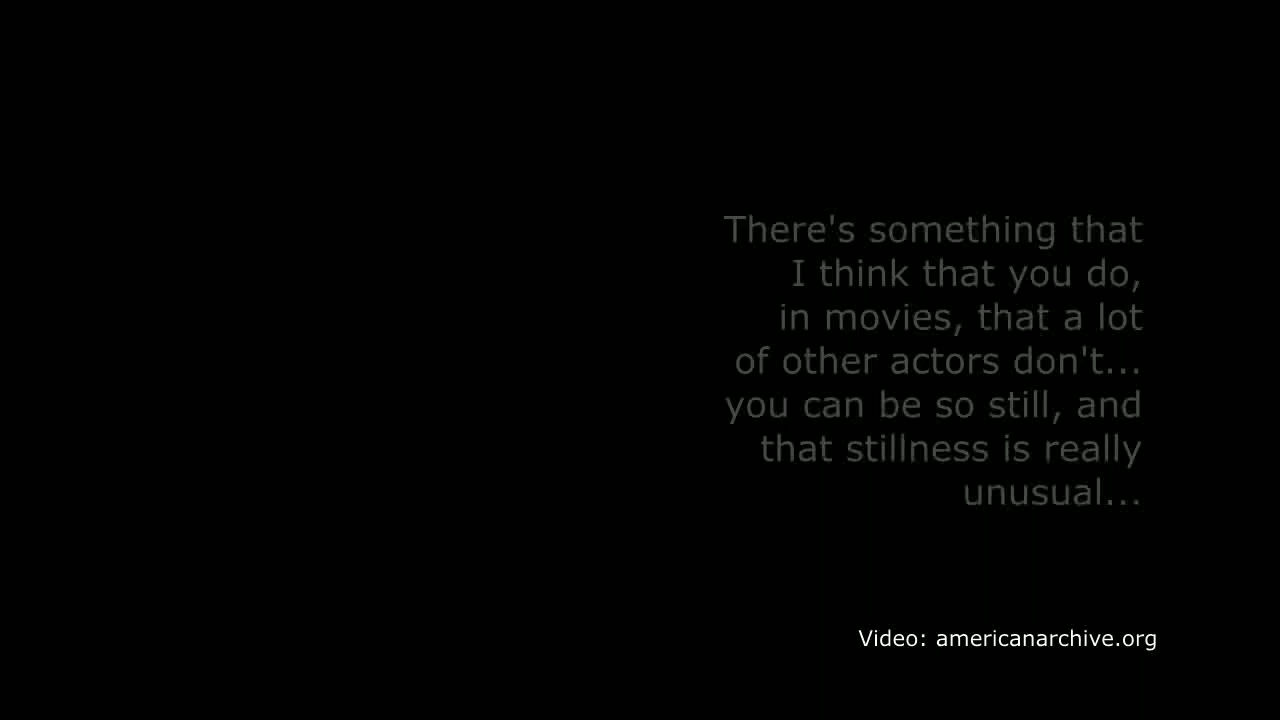 There's something that
I think that you do,
in movies, that a lot
of other actors don't...
you can be so still, and
that stillness is really
unusual...
Video: americanarchive.org